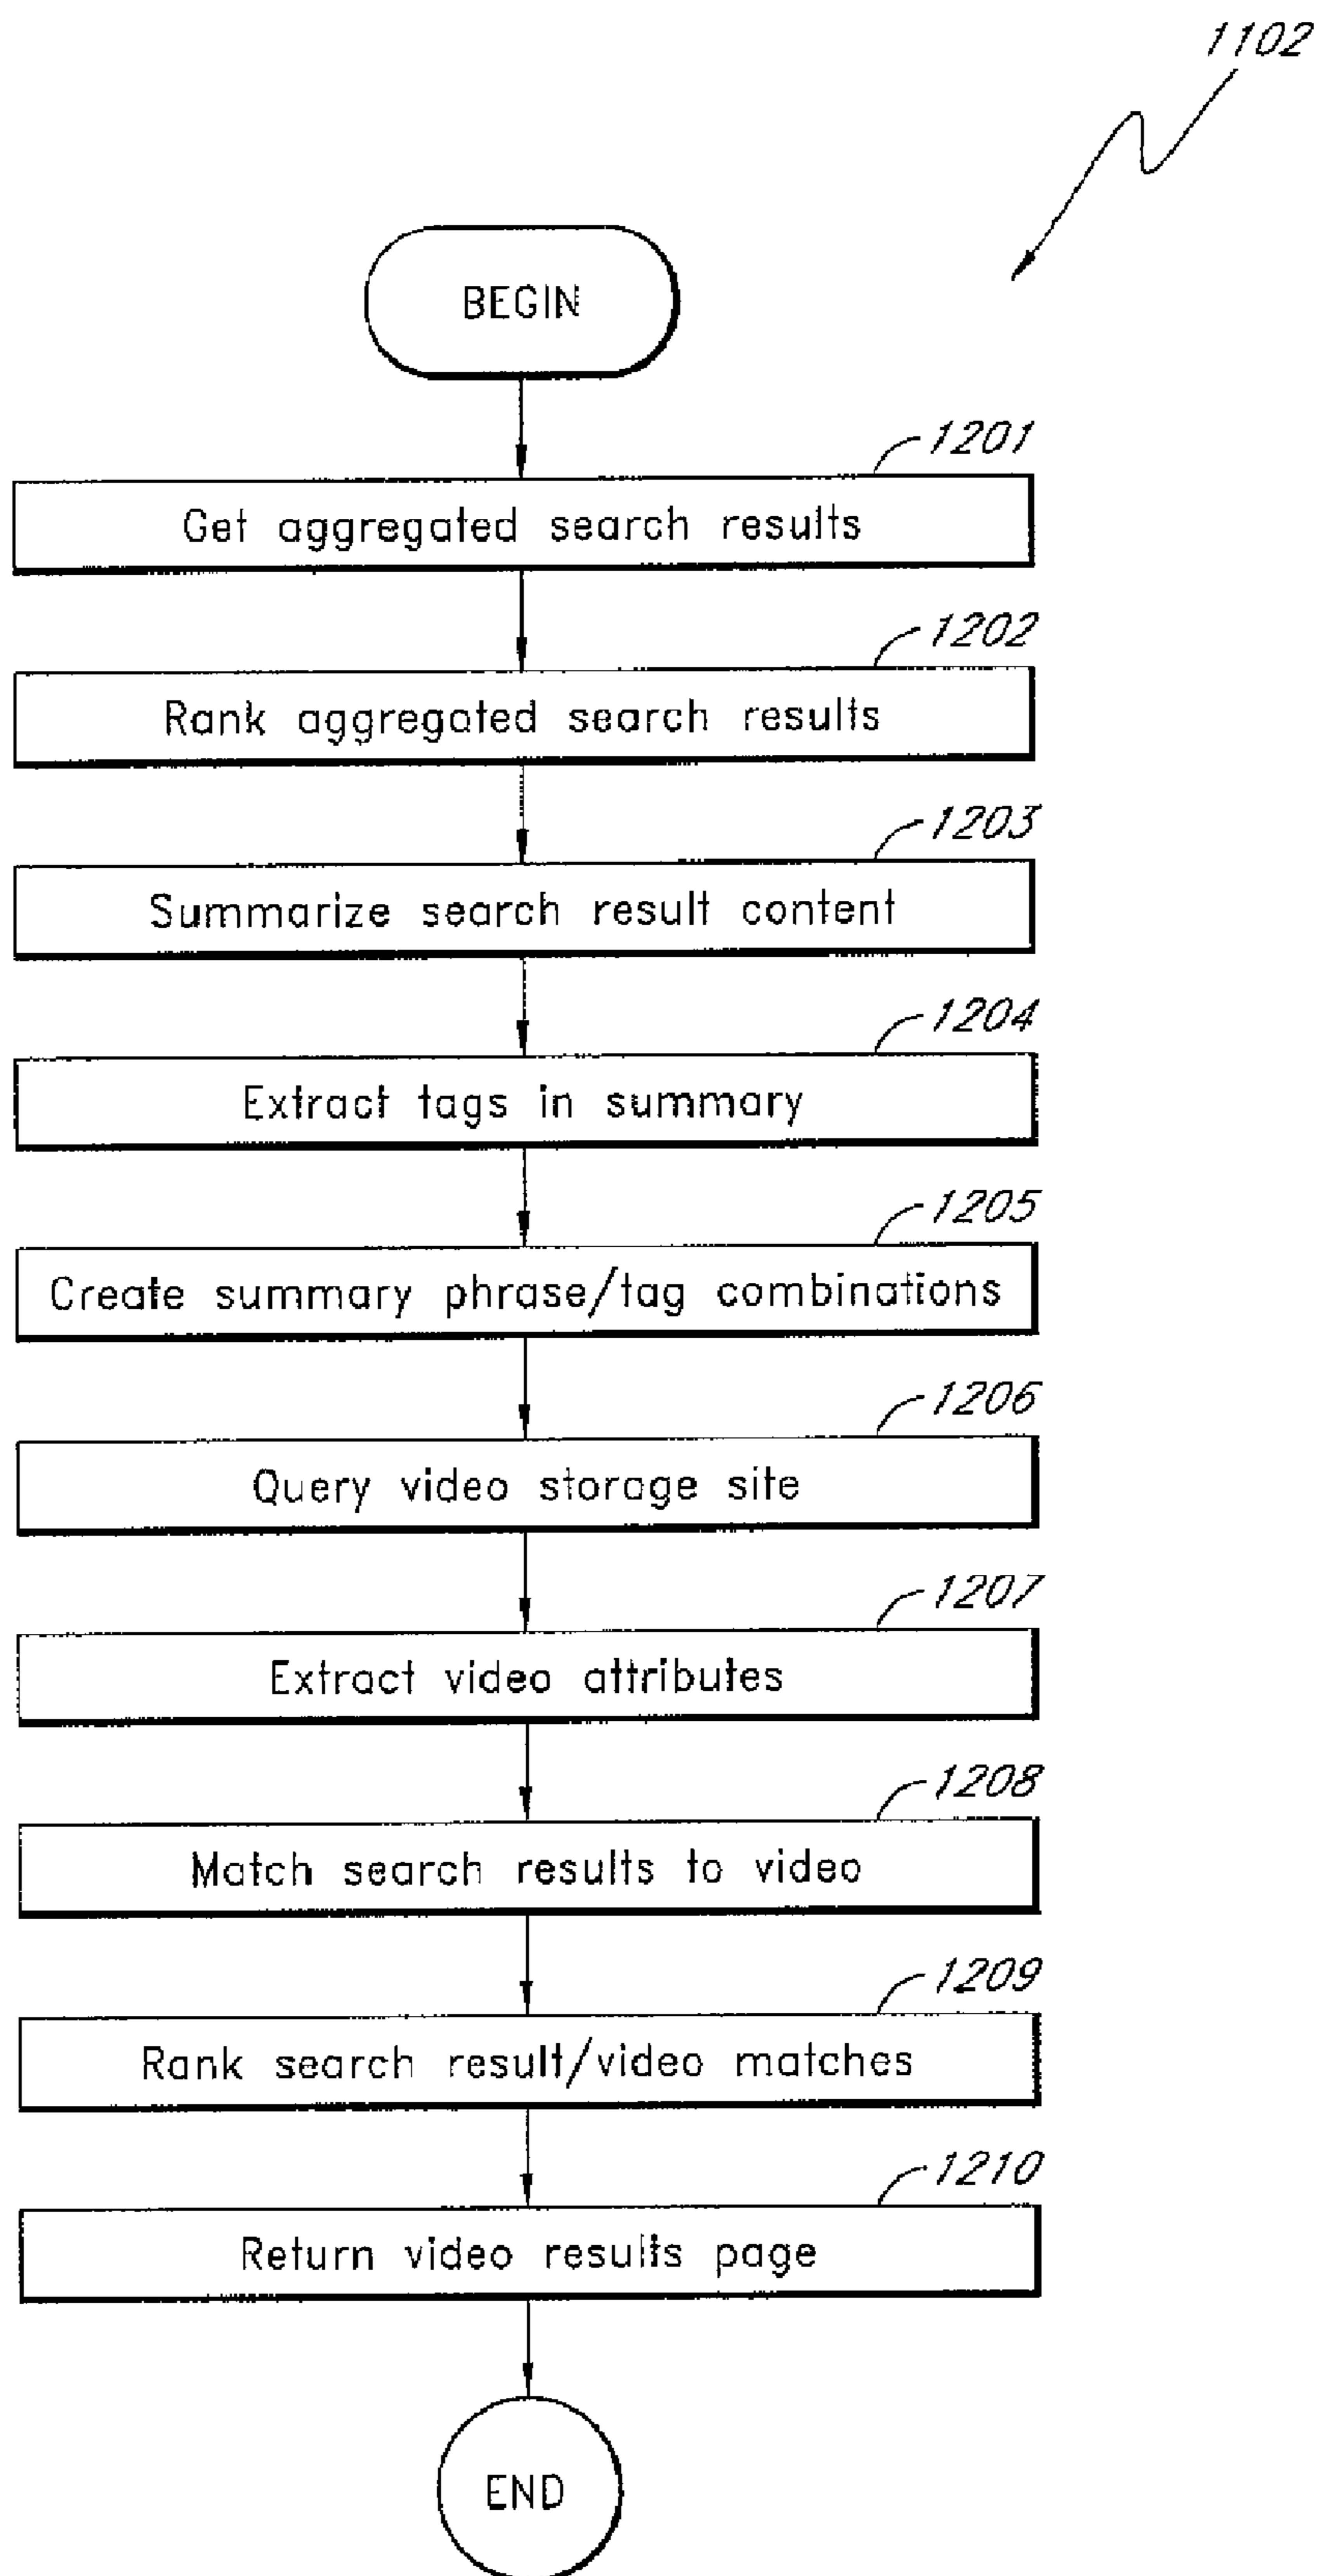 1102
BEGIN
1201
Get aggregated search results
1202
Rank aggregated search results
1203
Summarize search result content
1204
Extract tags in summary
1205
Create summary phrase/tag combinations
1206
Query video storage site
1207
Extract video attributes
1208
Match search results to video
1209
Rank search result/video matches
1210
Return video results page
END